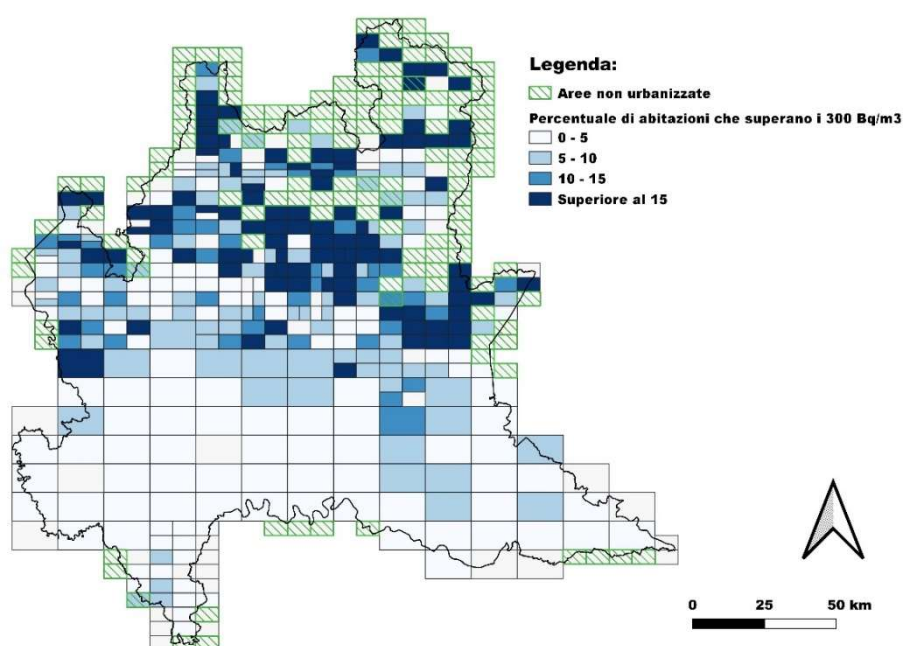 Legenda:
Aree non urbanizzate
Percentuale di abitazioni che superano i 300 Bq/m3
0 - 5
5 - 10
10 - 15
Superiore al 15
0 25 50 km